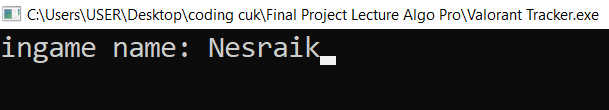 C:\Users\USER\Desktop\coding cuk\Final Project Lecture Algo Pro\Valorant Tracker.exe
ingame name: Nesraik